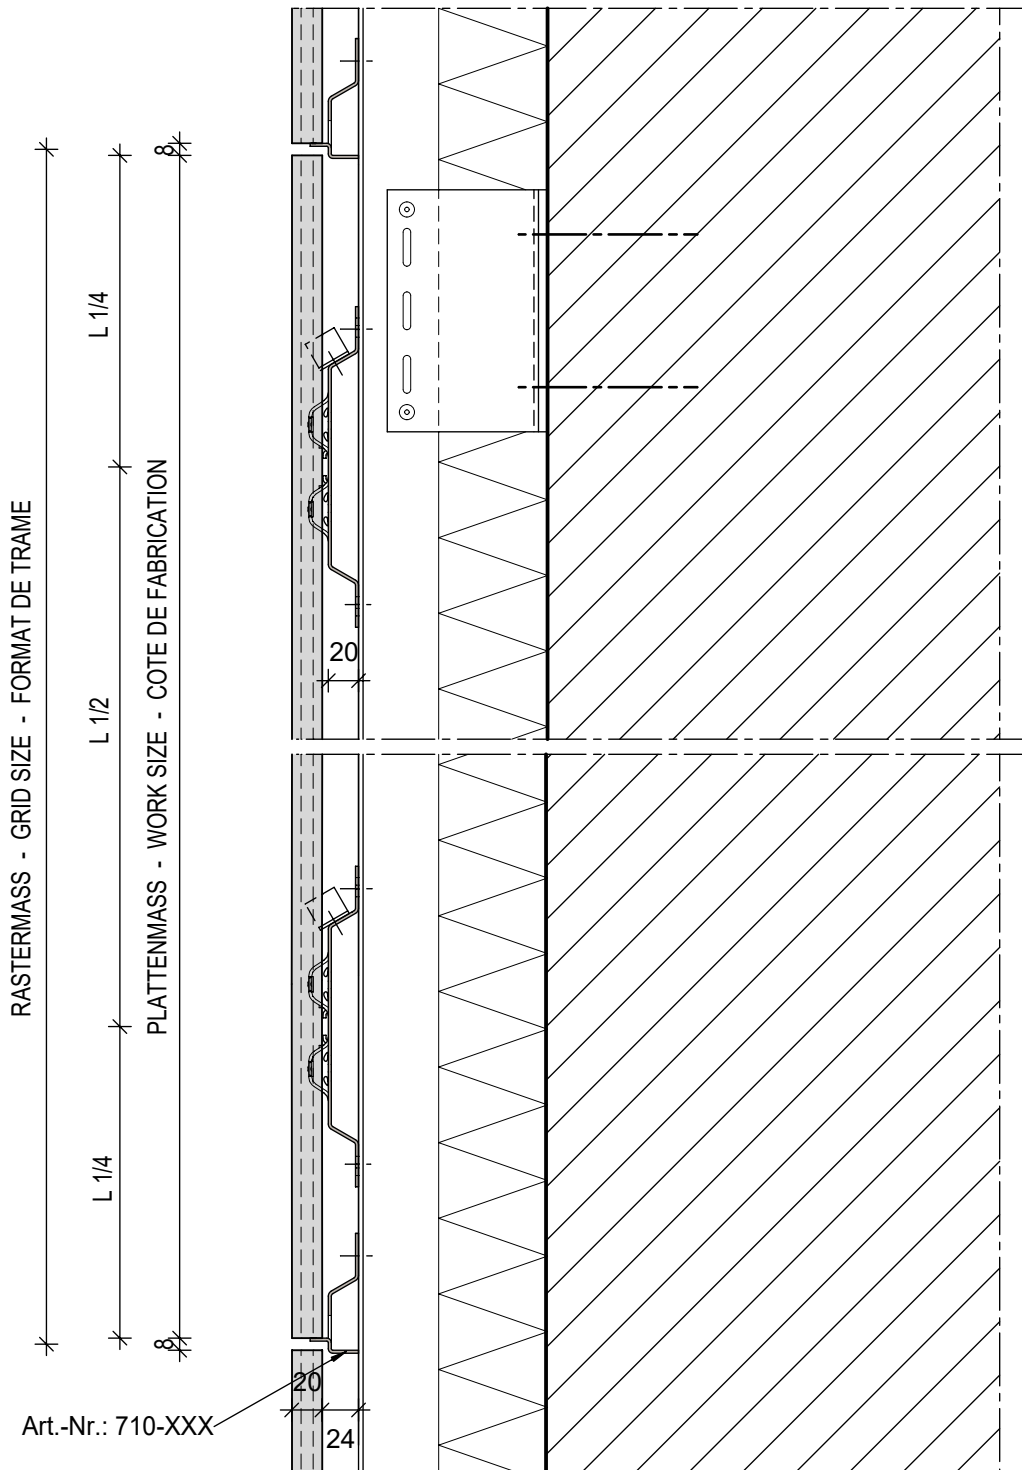 8
L 1/4
RASTERMASS - GRID SIZE - FORMAT DE TRAME
PLATTENMASS - WORK SIZE - COTE DE FABRICATION
20
L 1/2
L 1/4
8
20
Art.-Nr.: 710-XXX
24